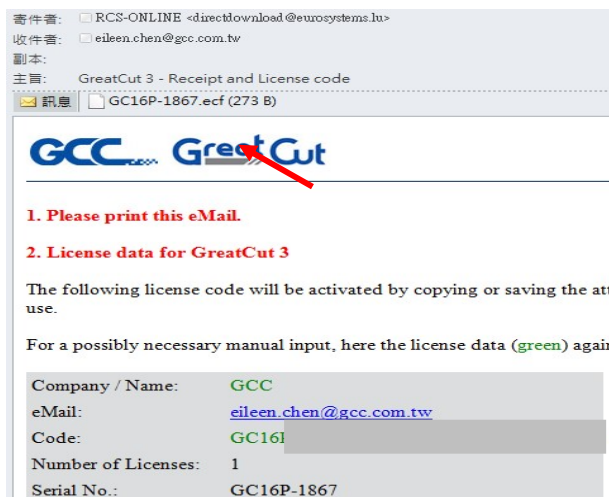 寄件者: RCS-ONLINE <directdownload@eurosystems.lu>
收件者: eileen.chen@gcc.com.tw
副本:
主旨: GreatCut 3 - Receipt and License code
訊息 GC16P-1867.ecf (273 B)
GCC GreatCut
1. Please print this eMail.
2. License data for GreatCut 3
The following license code will be activated by copying or saving the att
use.
For a possibly necessary manual input, here the license data (green) again
Company / Name: GCC
eMail: eileen.chen@gcc.com.tw
Code: GC16P
Number of Licenses: 1
Serial No.: GC16P-1867